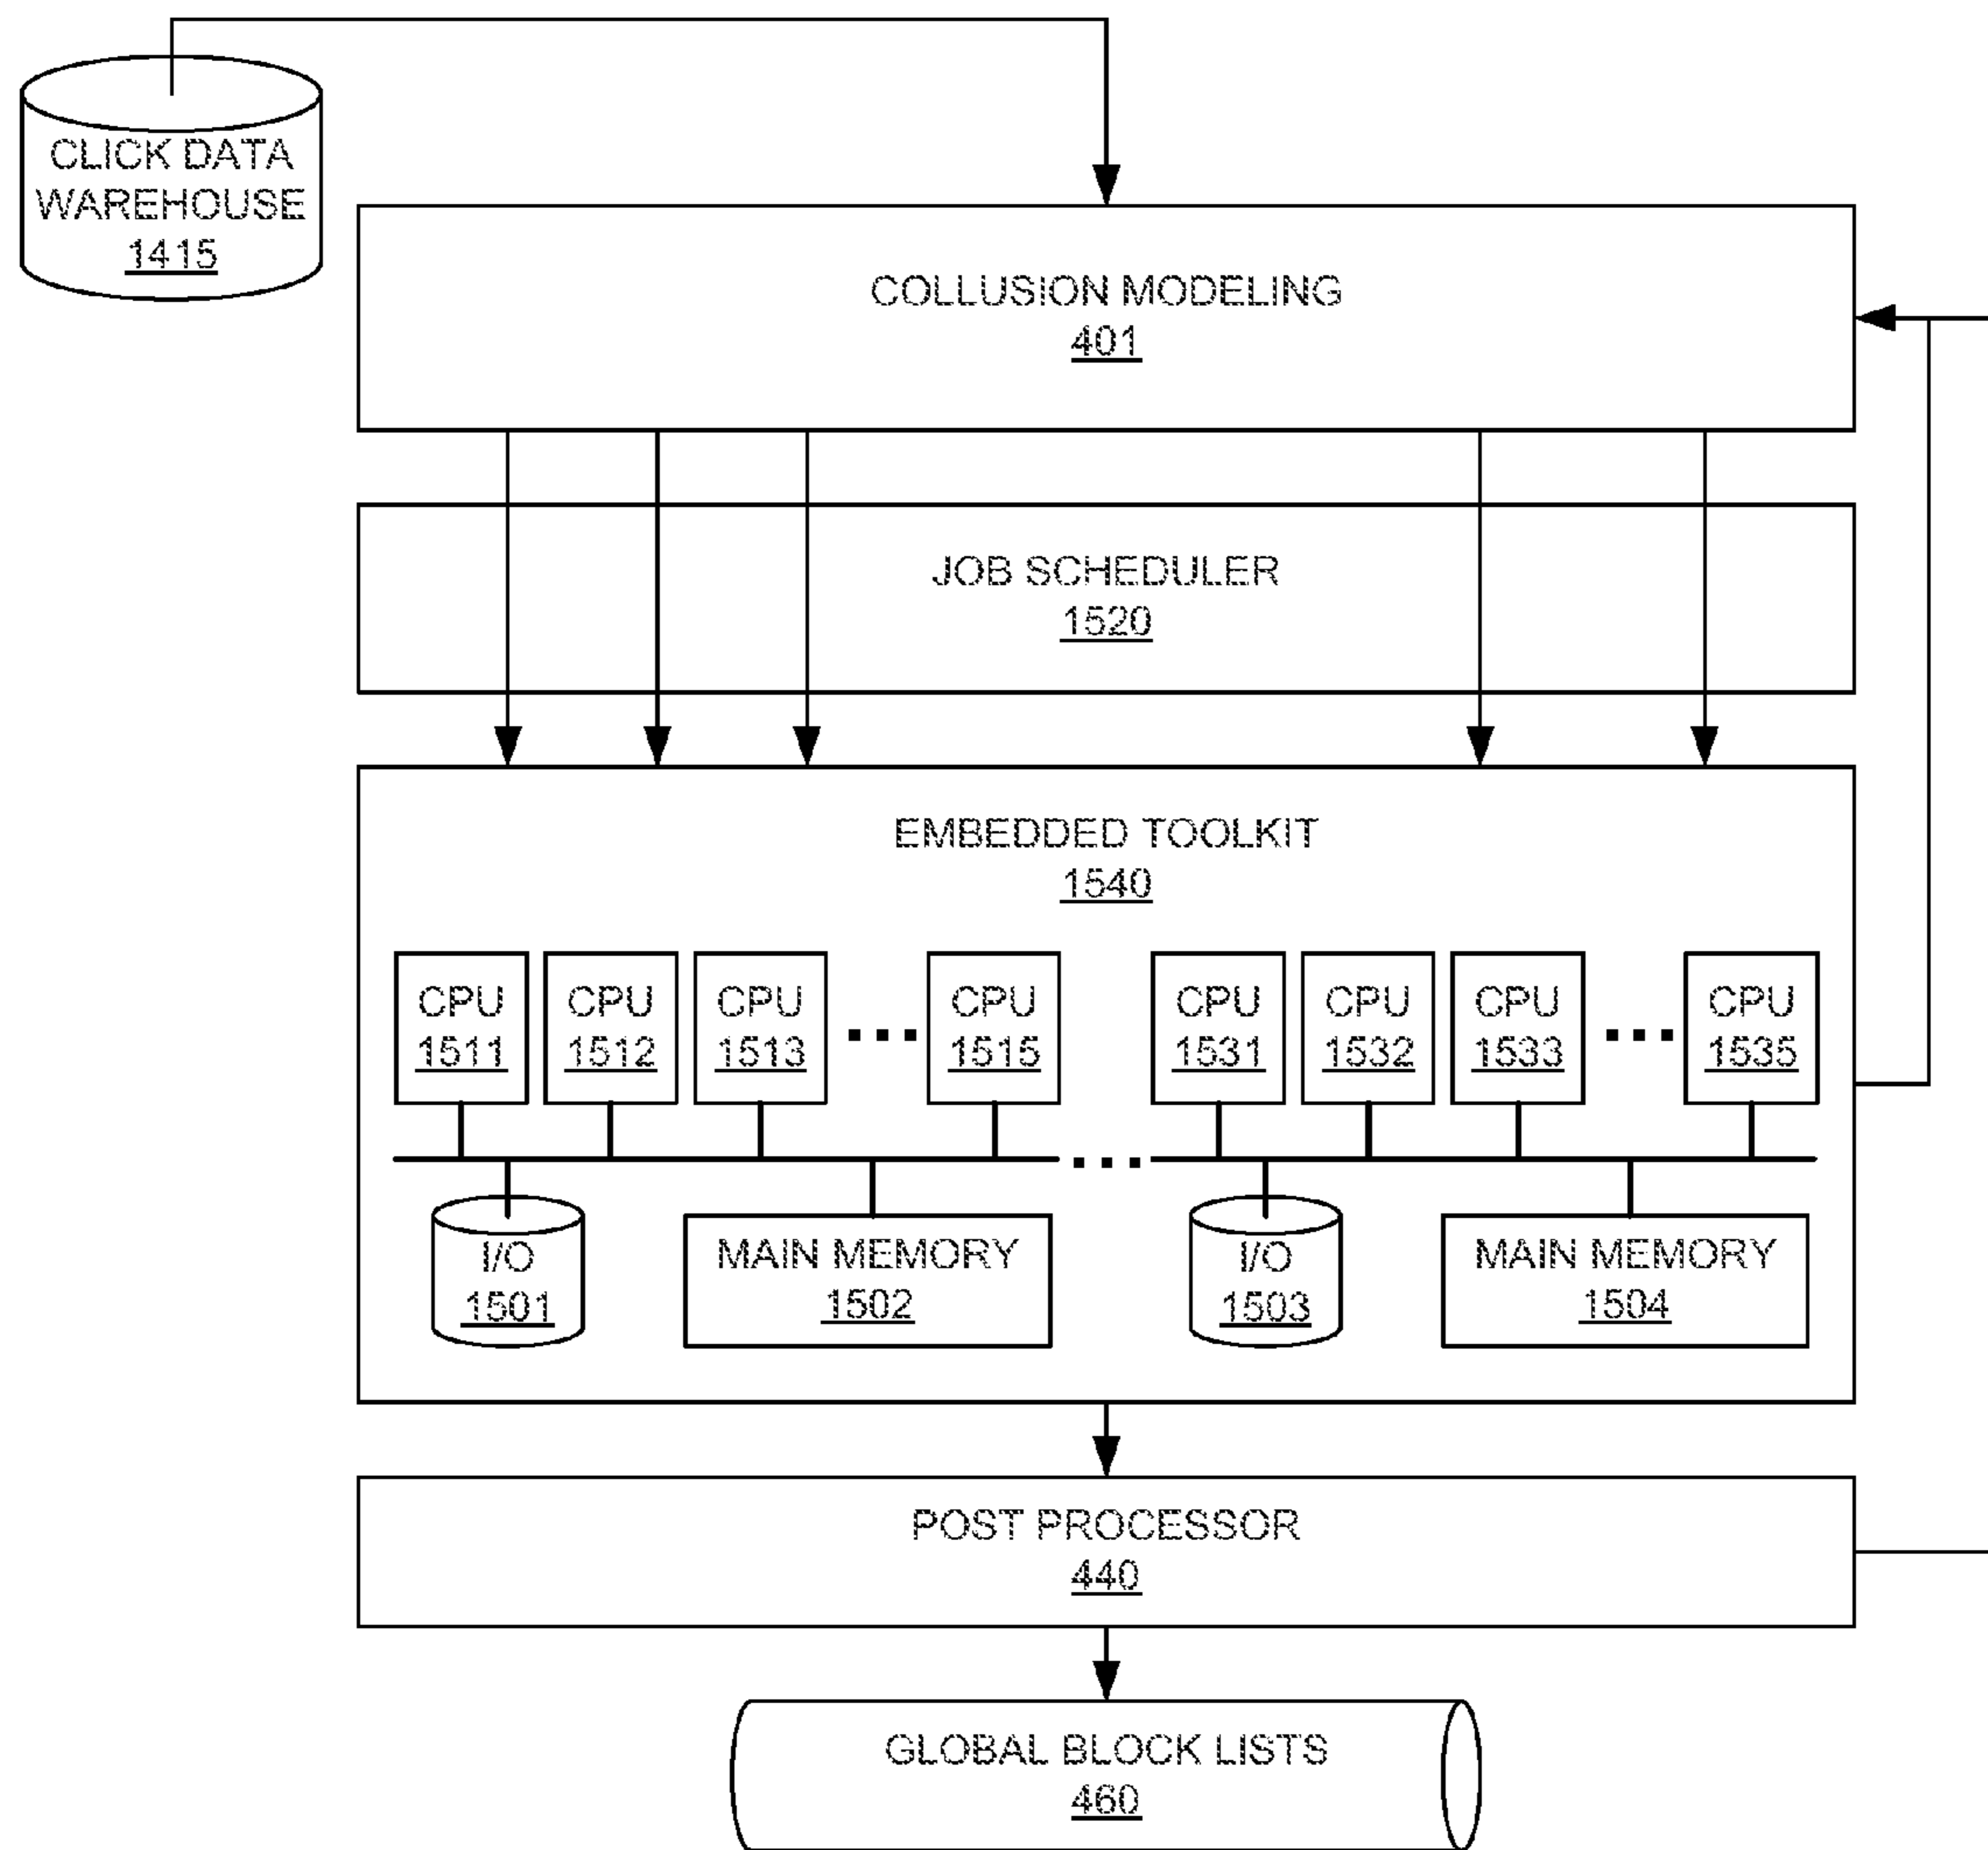 CLICK DATA
WAREHOUSE
1415
COLLUSION MODELING
401
JOB SCHEDULER
1520
EMBEDDED TOOLKIT
1540
CPU
1511
CPU
1512
CPU
1513
CPU
1515
CPU
1531
CPU
1532
CPU
1533
CPU
1535
I/O
1501
MAIN MEMORY
1502
I/O
1503
MAIN MEMORY
1504
POST PROCESSOR
440
GLOBAL BLOCK LISTS
460